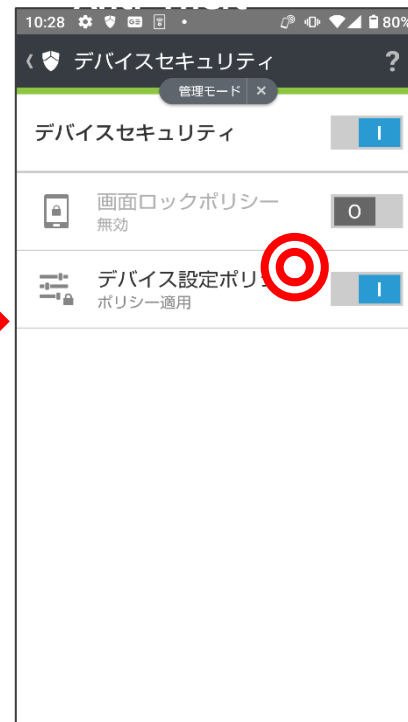 10:28
80%
デバイスセキュリティ
?
管理モード ×
デバイスセキュリティ
I
画面ロックポリシー
無効
O
デバイス設定ポリ
ポリシー適用
I